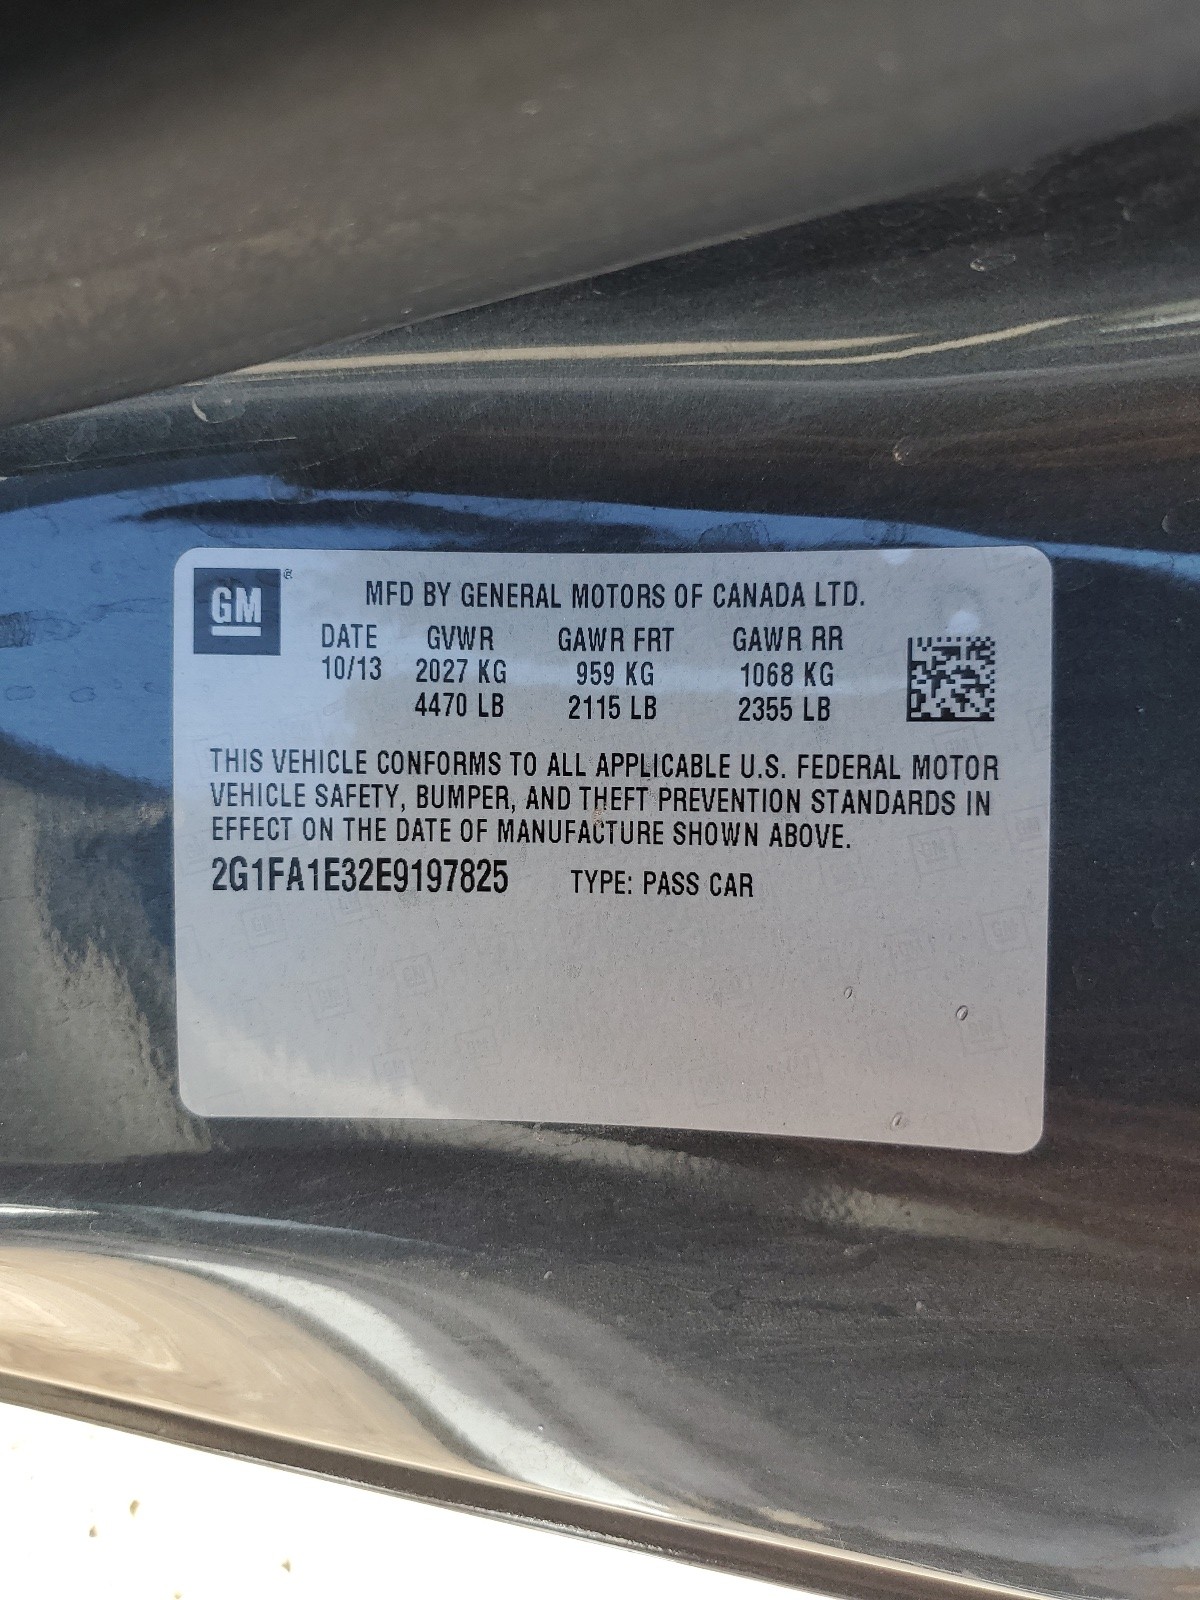 GM ®
MFD BY GENERAL MOTORS OF CANADA LTD.
DATE GVWR GAWR FRT GAWR RR
10/13 2027 KG 959 KG 1068 KG
4470 LB 2115 LB 2355 LB
THIS VEHICLE CONFORMS TO ALL APPLICABLE U.S. FEDERAL MOTOR
VEHICLE SAFETY, BUMPER, AND THEFT PREVENTION STANDARDS IN
EFFECT ON THE DATE OF MANUFACTURE SHOWN ABOVE.
2G1FA1E32E9197825 TYPE: PASS CAR